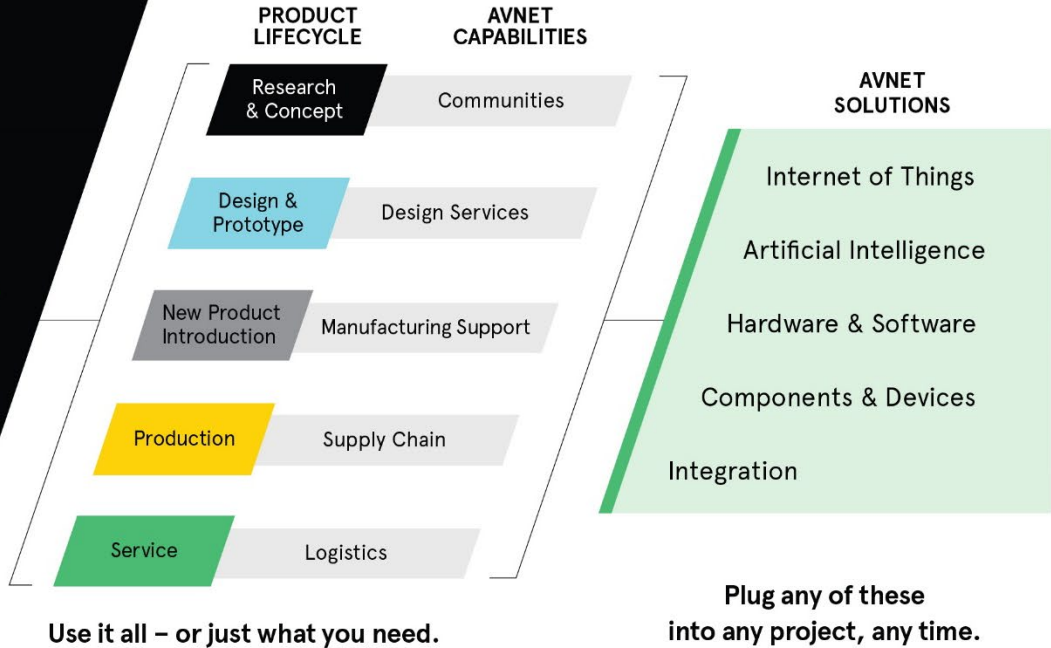 PRODUCT
LIFECYCLE
AVNET
CAPABILITIES
Research
& Concept
Communities
Design &
Prototype
Design Services
New Product
Introduction
Manufacturing Support
Production
Supply Chain
Service
Logistics
Use it all – or just what you need.
AVNET
SOLUTIONS
Internet of Things
Artificial Intelligence
Hardware & Software
Components & Devices
Integration
Plug any of these
into any project, any time.